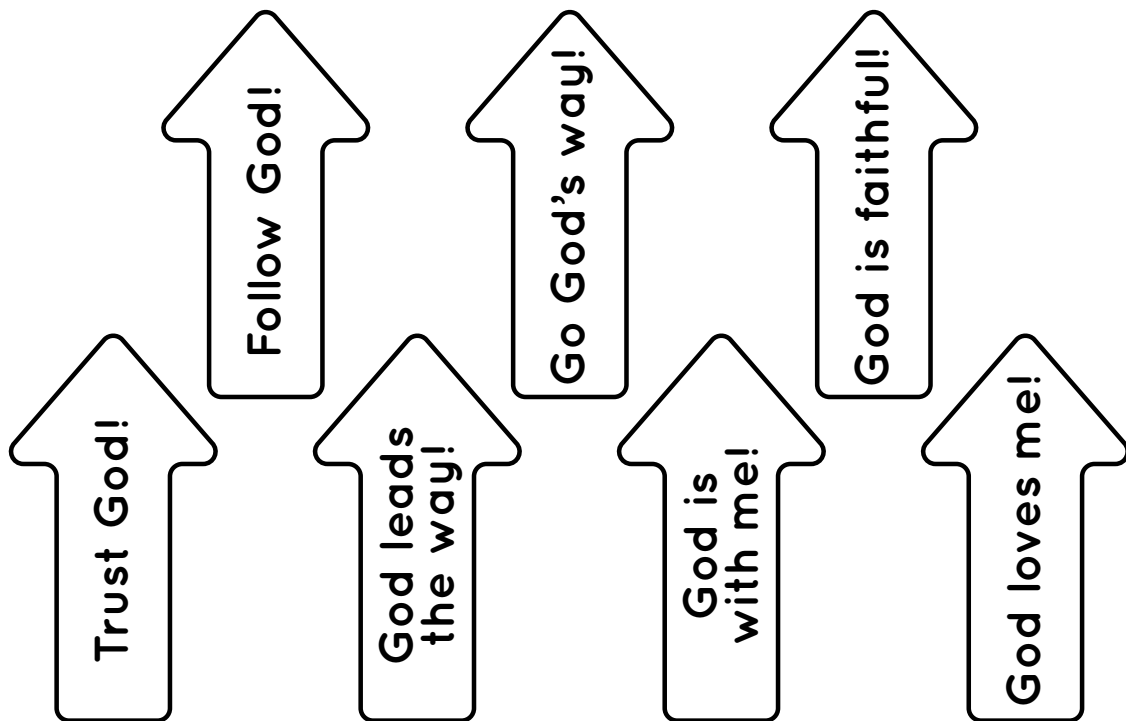 Follow God!
Go God's way!
God is faithful!
Trust God!
God leads
the way!
God is
with me!
God loves me!